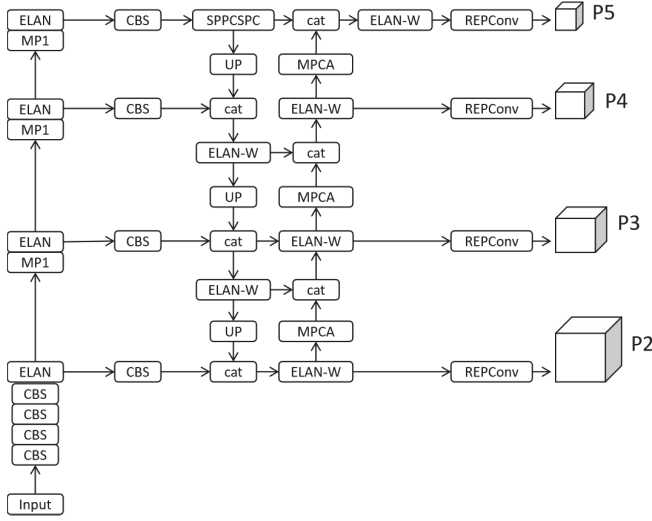 ELAN CBS SPPCSPC cat ELAN-W REPConv P5
MP1
UP MPCA
ELAN CBS cat ELAN-W REPConv P4
MP1
ELAN-W cat
UP MPCA
ELAN CBS cat ELAN-W REPConv P3
MP1
ELAN-W cat
UP MPCA
ELAN CBS cat ELAN-W REPConv P2
CBS
CBS
CBS
CBS
Input